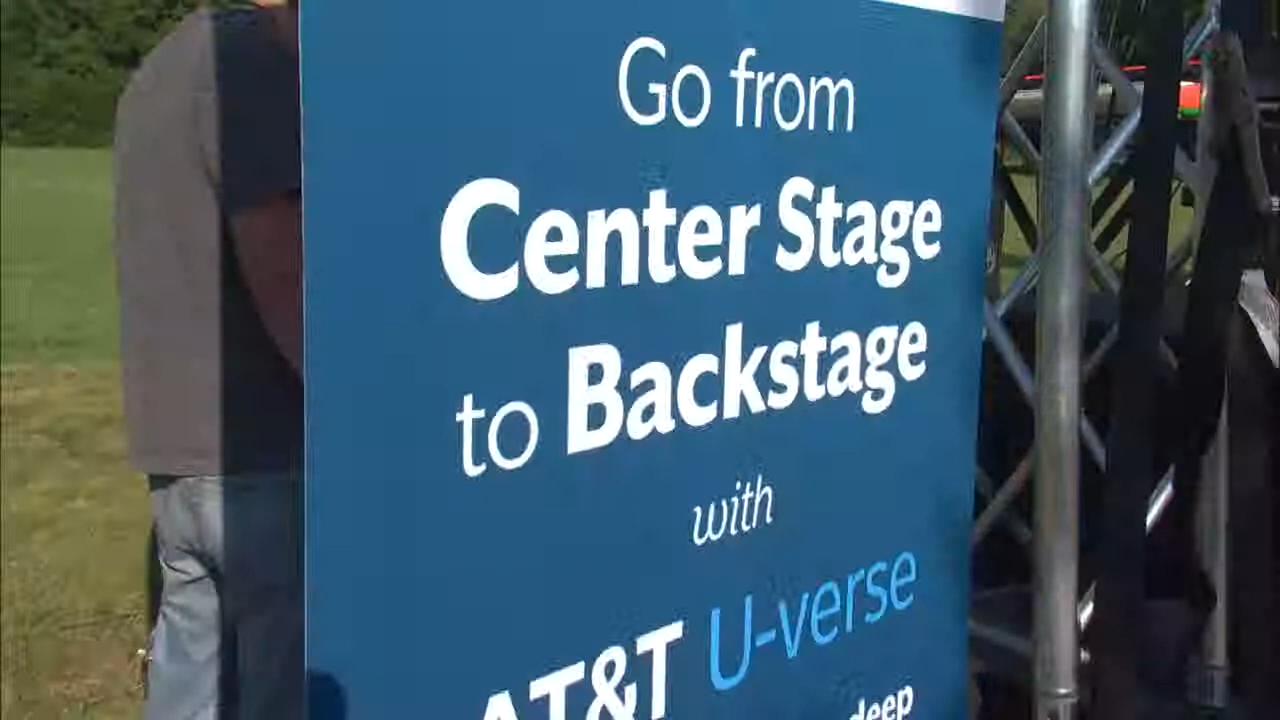 Go from
Center Stage
to Backstage
with
AT&T U-verse
deep